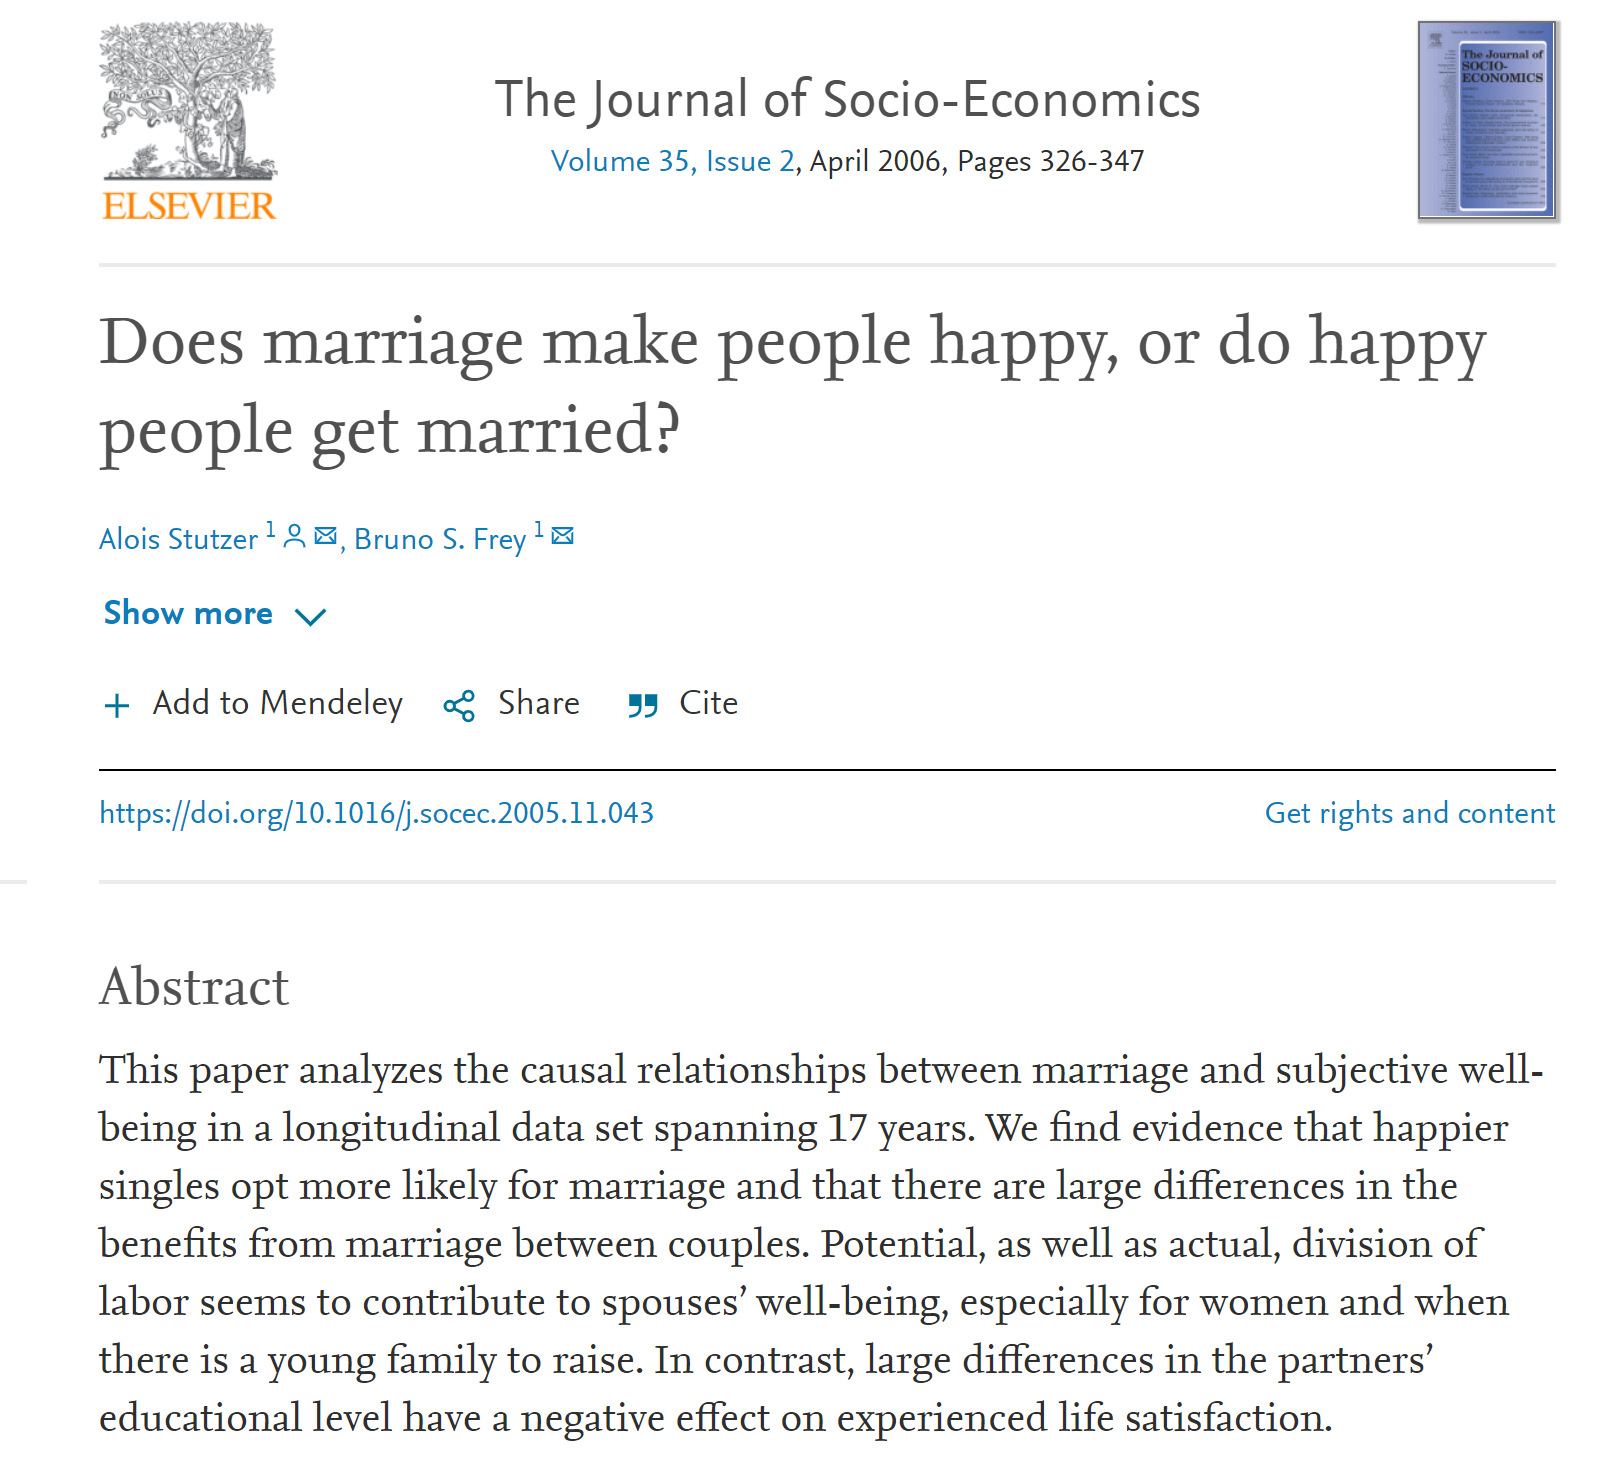 NON SOLUS
ELSEVIER
The Journal of Socio-Economics
Volume 35, Issue 2, April 2006, Pages 326-347
The Journal of
SOCIO-
ECONOMICS
Does marriage make people happy, or do happy
people get married?
Alois Stutzer 1, Bruno S. Frey 1
Show more
Add to Mendeley
Share
Cite
https://doi.org/10.1016/j.socec.2005.11.043
Get rights and content
Abstract
This paper analyzes the causal relationships between marriage and subjective well-
being in a longitudinal data set spanning 17 years. We find evidence that happier
singles opt more likely for marriage and that there are large differences in the
benefits from marriage between couples. Potential, as well as actual, division of
labor seems to contribute to spouses’ well-being, especially for women and when
there is a young family to raise. In contrast, large differences in the partners’
educational level have a negative effect on experienced life satisfaction.